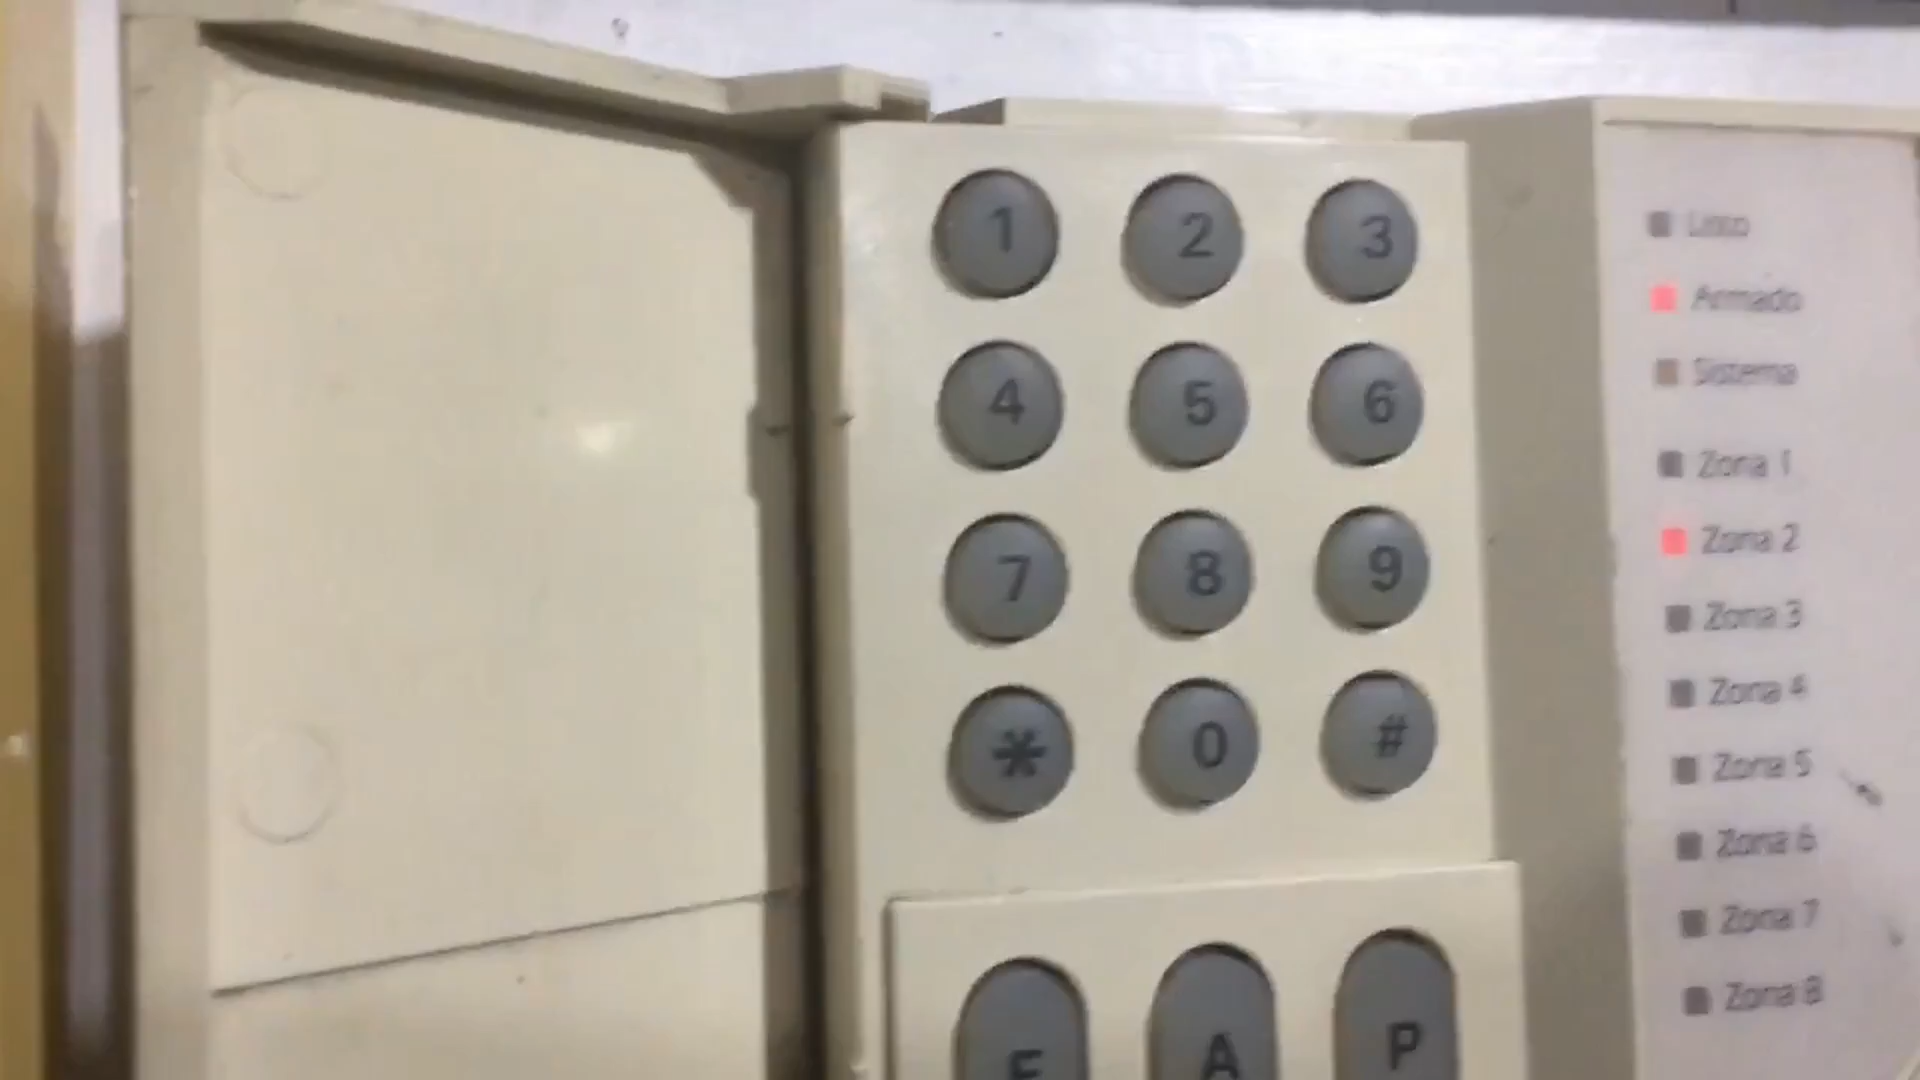 1 2 3
4 5 6
7 8 9
* 0 #
F A P
Listo
Armado
Sistema
Zona 1
Zona 2
Zona 3
Zona 4
Zona 5
Zona 6
Zona 7
Zona 8